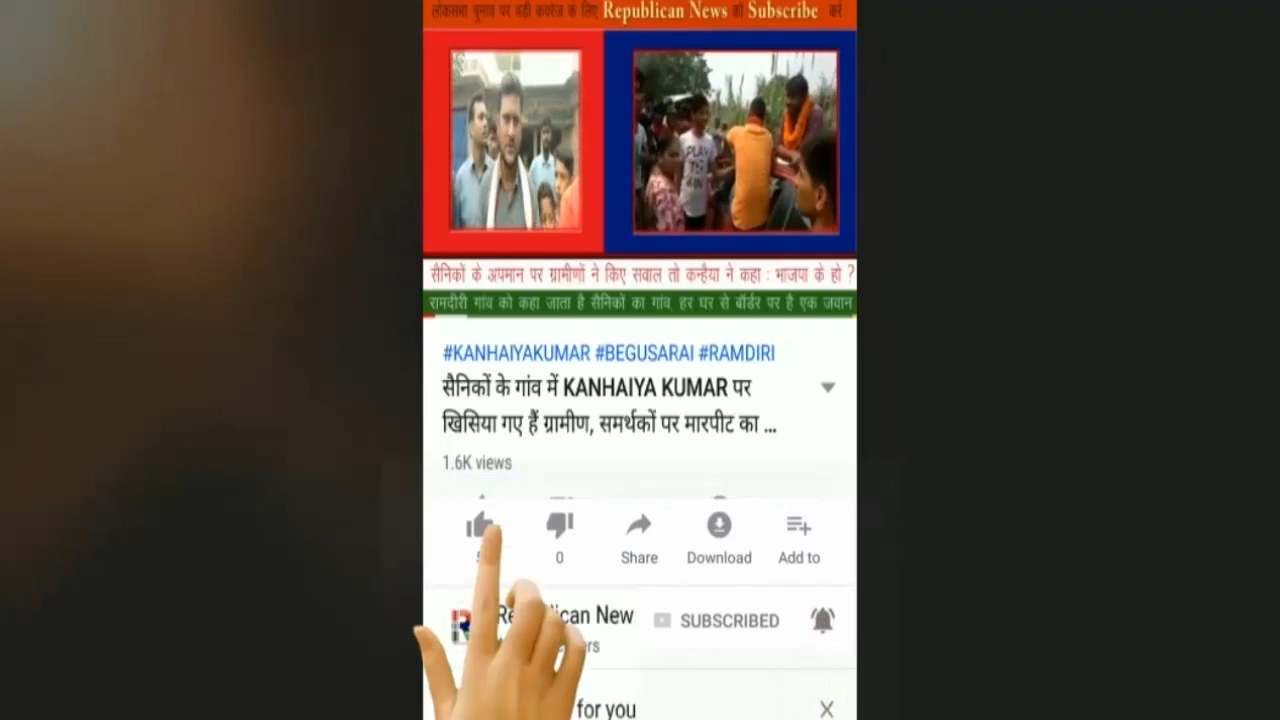 लोकसभा चुनाव पर बड़ी कवरेज के लिए Republican News को Subscribe करें
PLAY
सैनिकों के अपमान पर ग्रामीणों ने किए सवाल तो कन्हैया ने कहा : भाजपा के हो ?
रामदीरी गांव को कहा जाता है सैनिकों का गांव, हर घर से बॉर्डर पर है एक जवान
#KANHAIYAKUMAR #BEGUSARAI #RAMDIRI
सैनिकों के गांव में KANHAIYA KUMAR पर
खिसिया गए हैं ग्रामीण, समर्थकों पर मारपीट का ...
1.6K views
0 Share Download Add to
SUBSCRIBED
for you